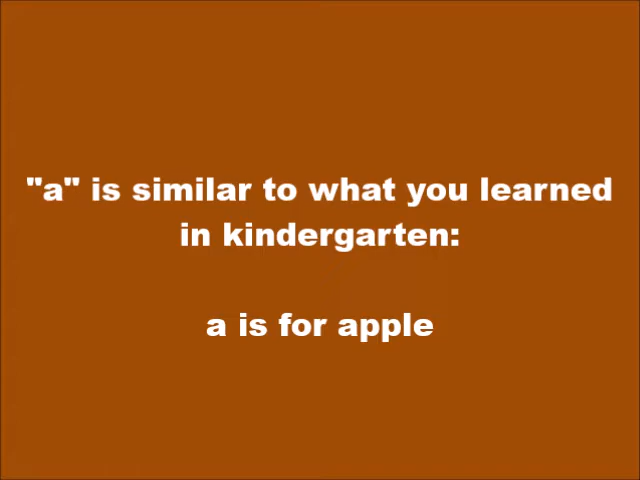 "a" is similar to what you learned
in kindergarten:
a is for apple